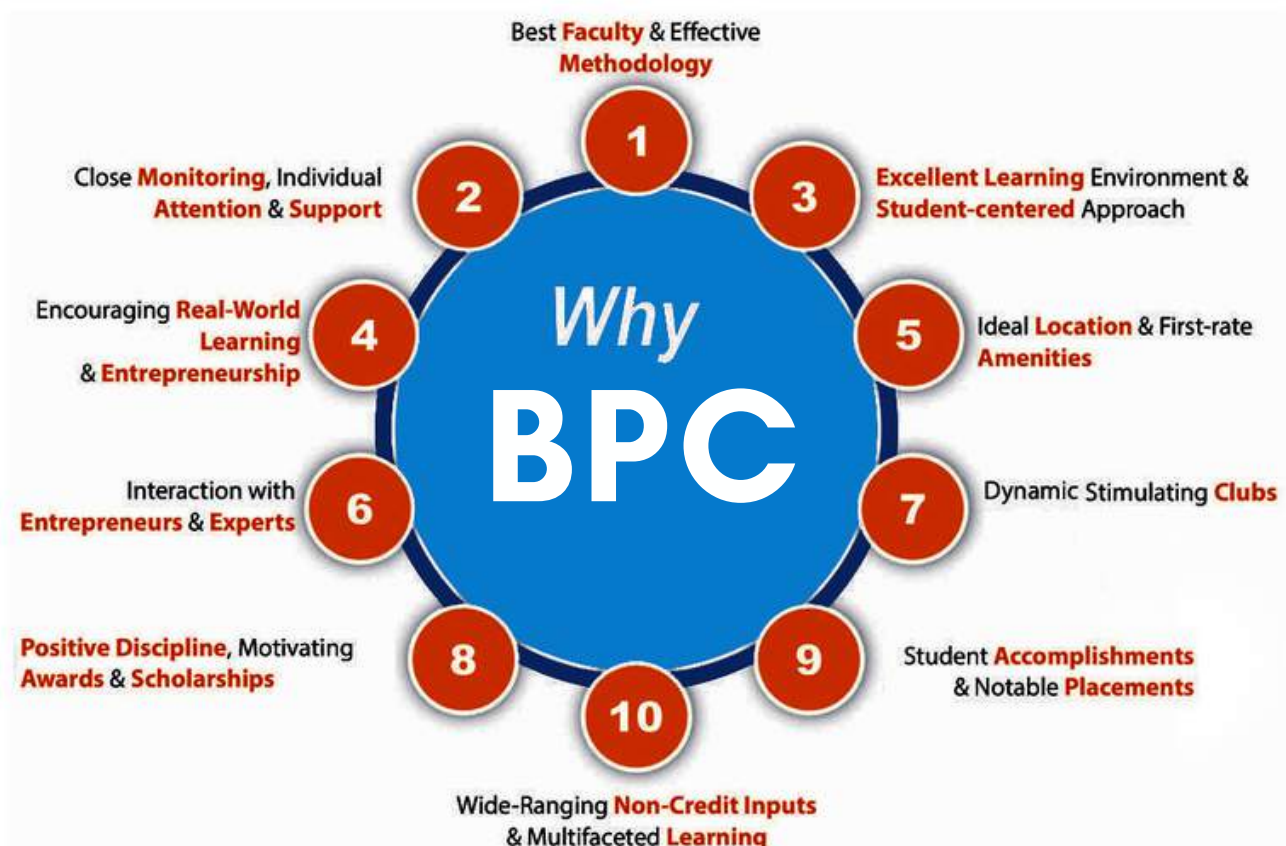 Best Faculty & Effective
Methodology
1
2
Close Monitoring, Individual
Attention & Support
3
Excellent Learning Environment &
Student-centered Approach
4
Encouraging Real-World
Learning
& Entrepreneurship
5
Ideal Location & First-rate
Amenities
Why
BPC
6
Interaction with
Entrepreneurs & Experts
7
Dynamic Stimulating Clubs
8
Positive Discipline, Motivating
Awards & Scholarships
9
Student Accomplishments
& Notable Placements
10
Wide-Ranging Non-Credit Inputs
& Multifaceted Learning